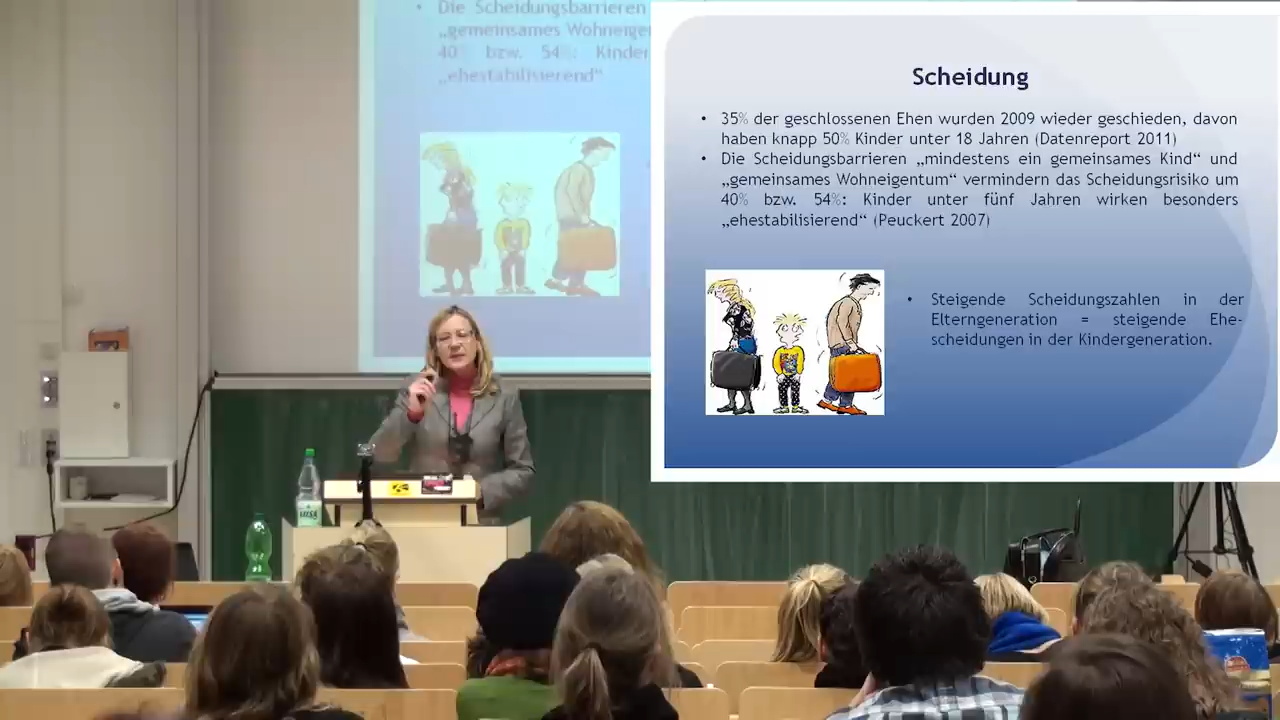 Die Scheidungsbarrieren
„gemeinsames Wohneigen
40% bzw. 54%: Kinder
„ehestabilisierend“
Scheidung
• 35% der geschlossenen Ehen wurden 2009 wieder geschieden, davon
haben knapp 50% Kinder unter 18 Jahren (Datenreport 2011)
• Die Scheidungsbarrieren „mindestens ein gemeinsames Kind“ und
„gemeinsames Wohneigentum“ vermindern das Scheidungsrisiko um
40% bzw. 54%: Kinder unter fünf Jahren wirken besonders
„ehestabilisierend“ (Peuckert 2007)
• Steigende Scheidungszahlen in der
Elterngeneration = steigende Ehe-
scheidungen in der Kindergeneration.